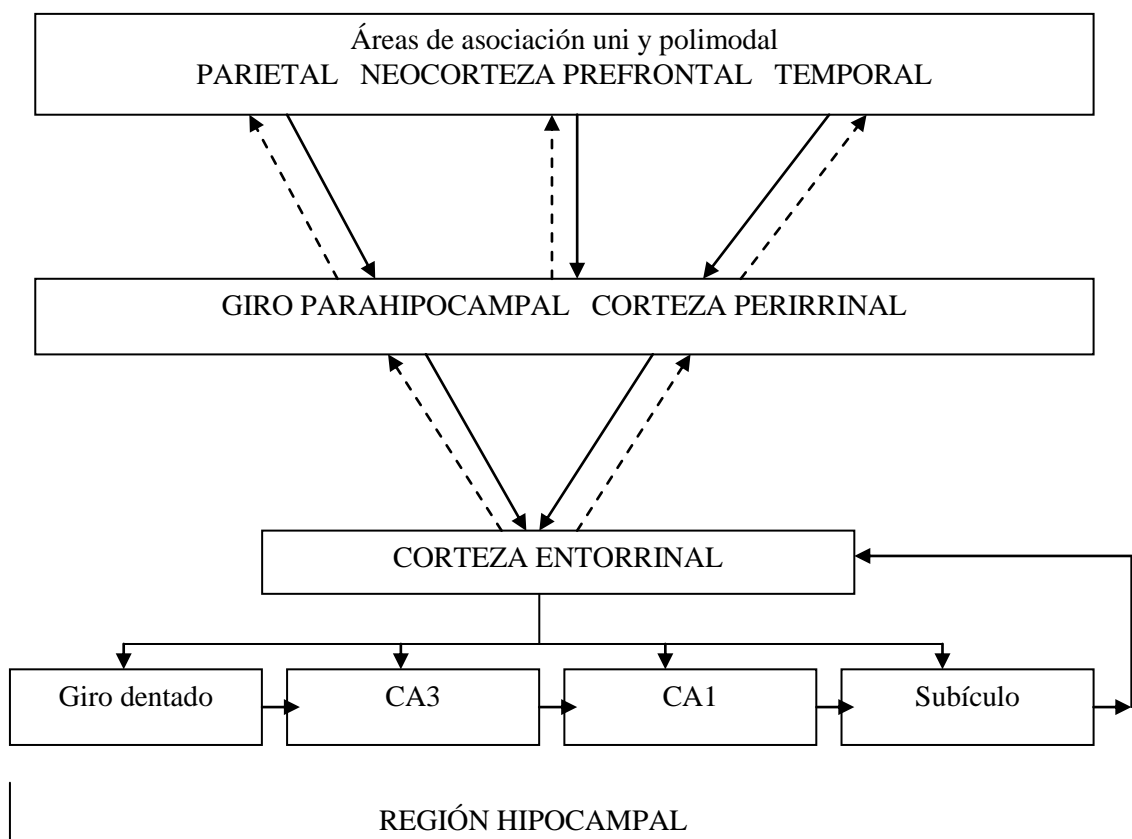 Áreas de asociación uni y polimodal
PARIETAL NEOCORTEZA PREFRONTAL TEMPORAL
GIRO PARAHIPOCAMPAL CORTEZA PERIRRINAL
CORTEZA ENTORRINAL
Giro dentado CA3 CA1 Subículo
REGIÓN HIPOCAMPAL